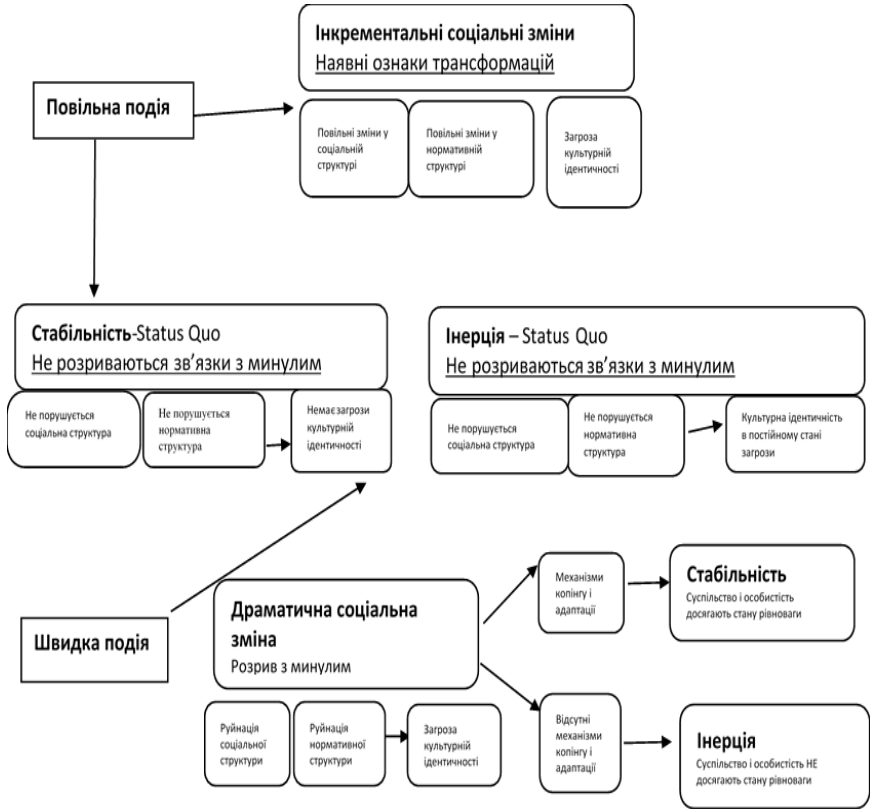 Інкрементальні соціальні зміни
Наявні ознаки трансформацій
Повільна подія
Повільні зміни у
соціальній
структурі
Повільні зміни у
нормативній
структурі
Загроза
культурній
ідентичності
Стабільність-Status Quo
Не розриваються зв’язки з минулим
Не порушується
соціальна структура
Не порушується
нормативна
структура
Немає загрози
культурній
ідентичності
Інерція – Status Quo
Не розриваються зв’язки з минулим
Не порушується
соціальна структура
Не порушується
нормативна
структура
Культурна ідентичність
в постійному стані
загрози
Швидка подія
Драматична соціальна
зміна
Розрив з минулим
Руйнація
соціальної
структури
Руйнація
нормативної
структури
Загроза
культурній
ідентичності
Механізми
копінгу і
адаптації
Стабільність
Суспільство і особистість
досягають стану рівноваги
Відсутні
механізми
копінгу і
адаптації
Інерція
Суспільство і особистість НЕ
досягають стану рівноваги